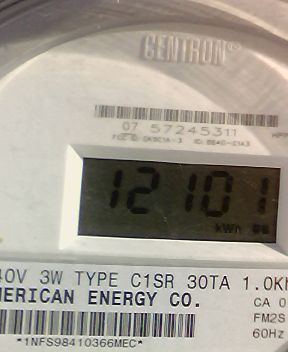 CENTRON®
07 57245311
12101
kWh
40V 3W TYPE C1SR 30TA 1.0K
MERICAN ENERGY CO.
CA 0
FM2S
60Hz
*1NFS98410366MEC*